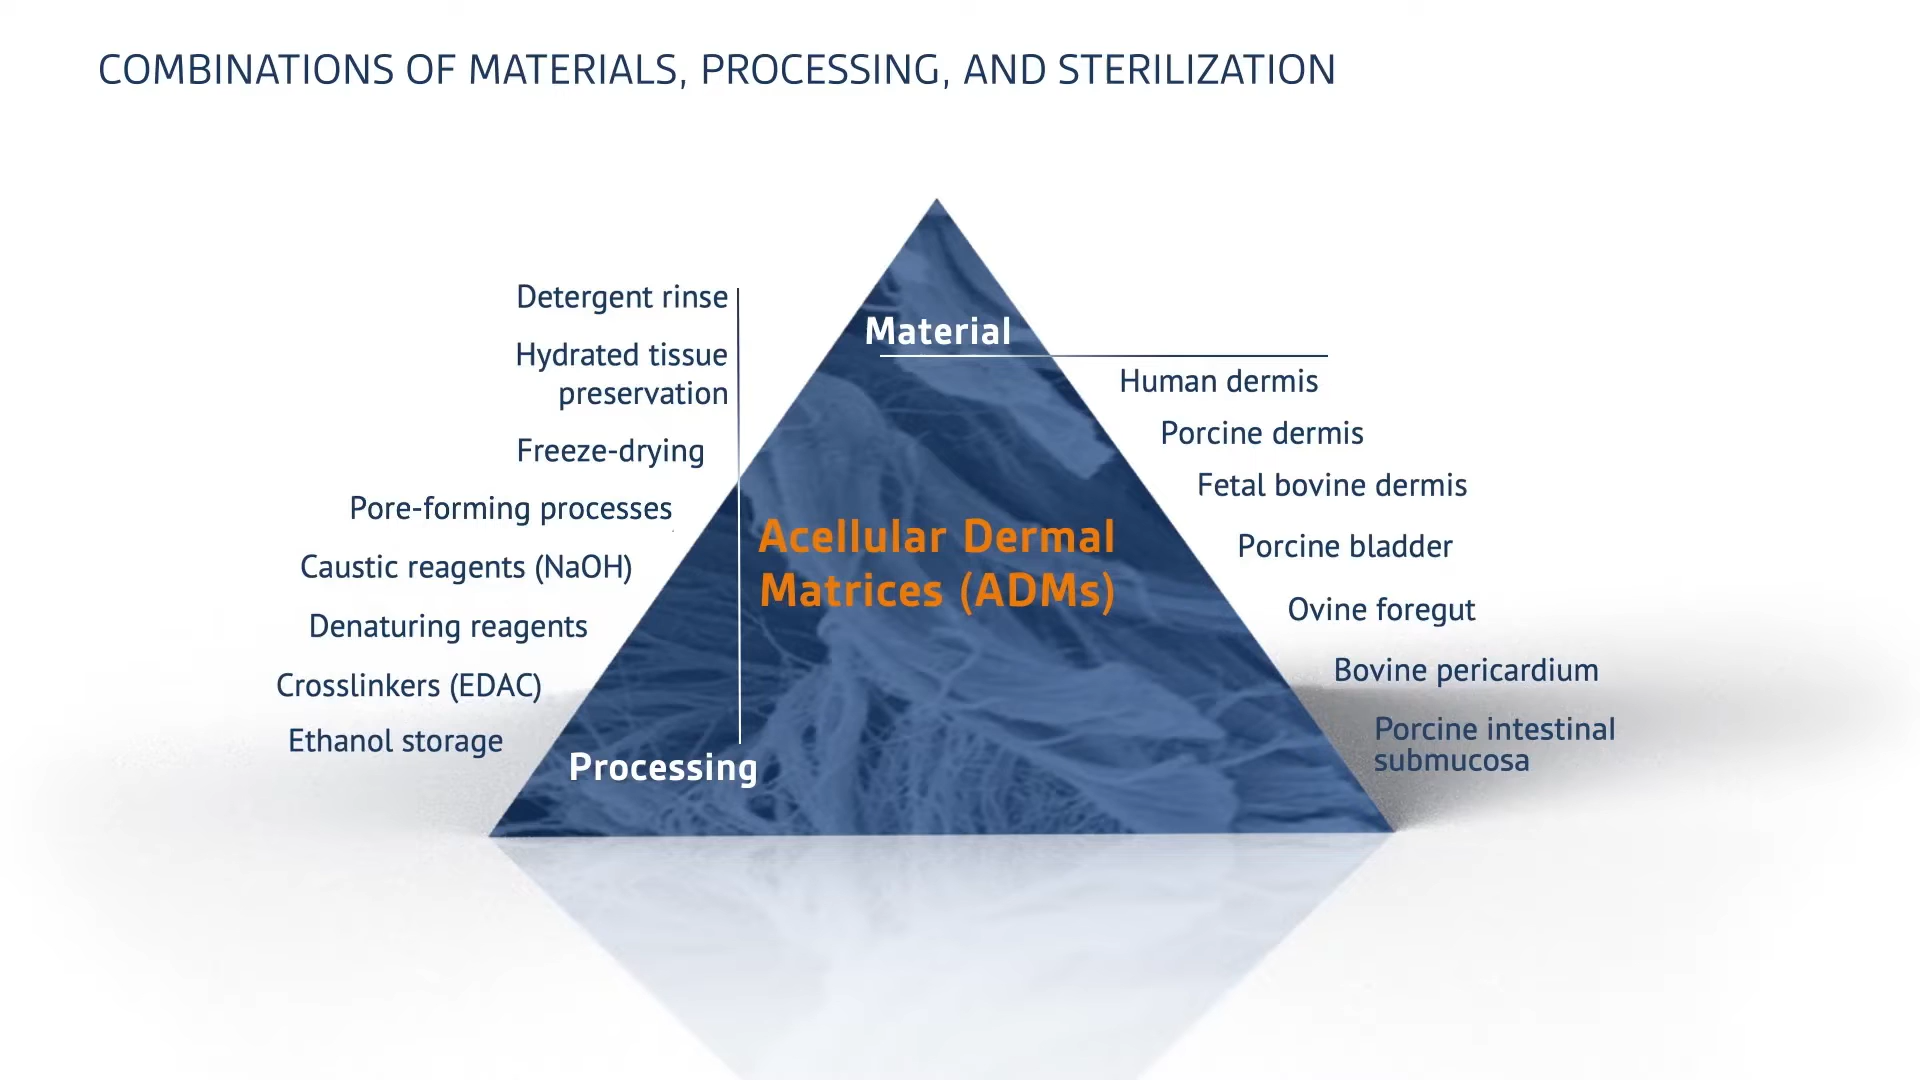 COMBINATIONS OF MATERIALS, PROCESSING, AND STERILIZATION
Detergent rinse
Hydrated tissue
preservation
Freeze-drying
Pore-forming processes
Caustic reagents (NaOH)
Denaturing reagents
Crosslinkers (EDAC)
Ethanol storage
Processing
Acellular Dermal
Matrices (ADMs)
Material
Human dermis
Porcine dermis
Fetal bovine dermis
Porcine bladder
Ovine foregut
Bovine pericardium
Porcine intestinal
submucosa